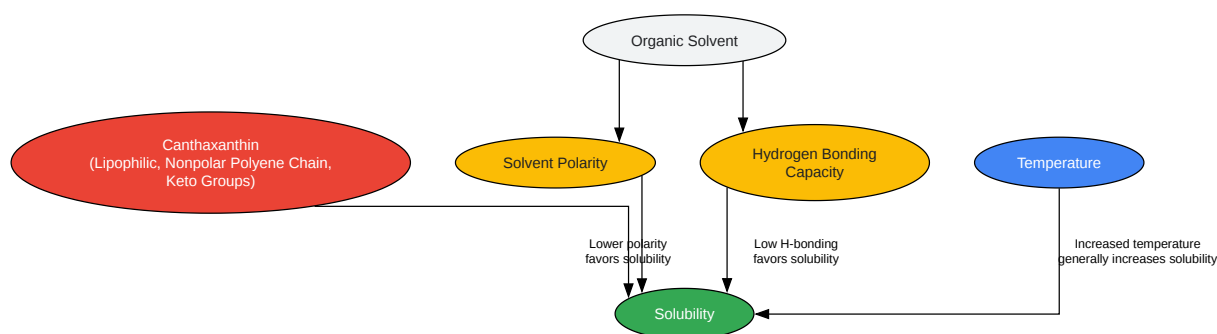 Organic Solvent
Canthaxanthin
(Lipophilic, Nonpolar Polyene Chain,
Keto Groups)
Solvent Polarity
Hydrogen Bonding
Capacity
Temperature
Lower polarity
favors solubility
Low H-bonding
favors solubility
Increased temperature
generally increases solubility
Solubility